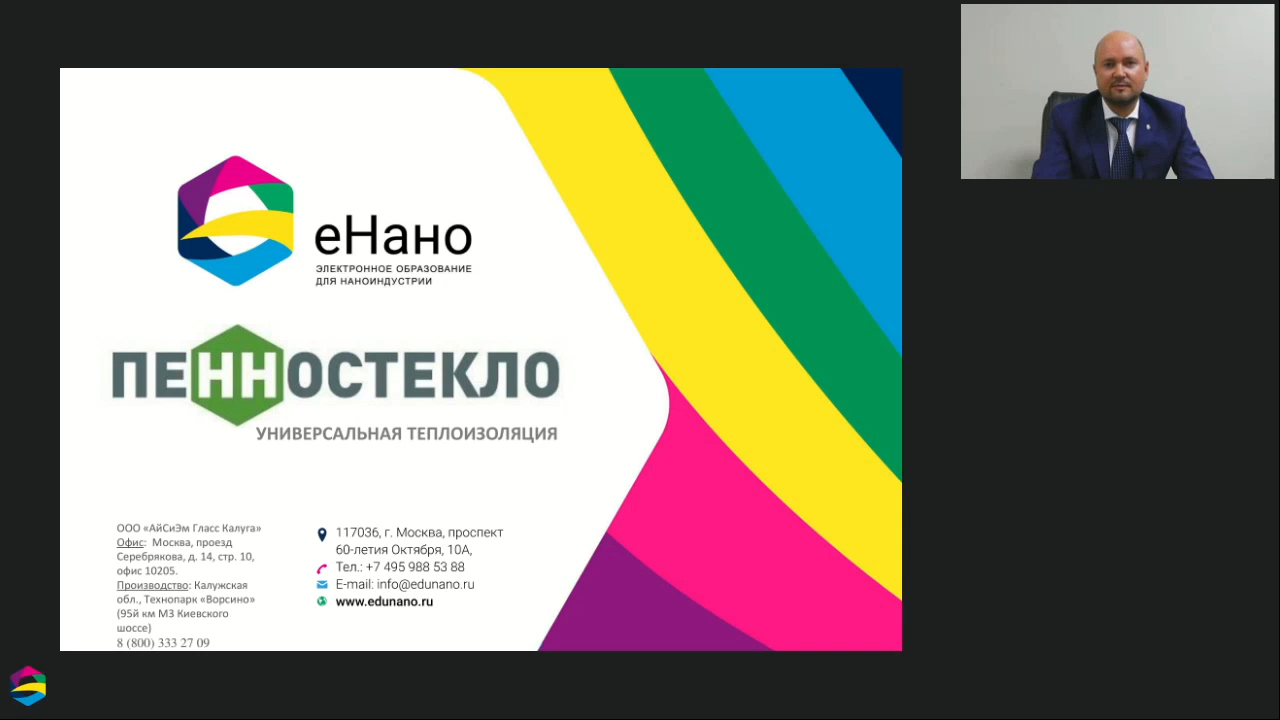 еНано
ЭЛЕКТРОННОЕ ОБРАЗОВАНИЕ
ДЛЯ НАНОИНДУСТРИИ
ПЕННОСТЕКЛО
УНИВЕРСАЛЬНАЯ ТЕПЛОИЗОЛЯЦИЯ
ООО «АйСиЭм Гласс Калуга»
Офис: Москва, проезд
Серебрякова, д. 14, стр. 10,
офис 10205.
Производство: Калужская
обл., Технопарк «Ворсино»
(95й км М3 Киевского
шоссе)
8 (800) 333 27 09
117036, г. Москва, проспект
60-летия Октября, 10А,
Тел.: +7 495 988 53 88
E-mail: info@edunano.ru
www.edunano.ru